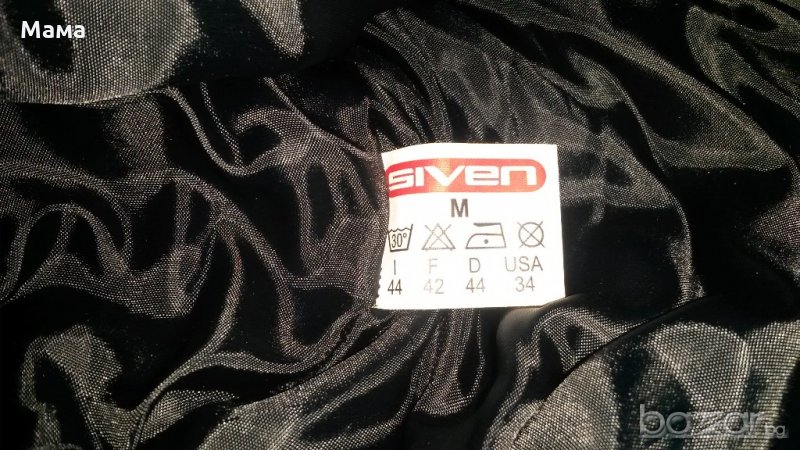 Мама
SIVEN
M
30°
I F D USA
44 42 44 34
bazar.bg